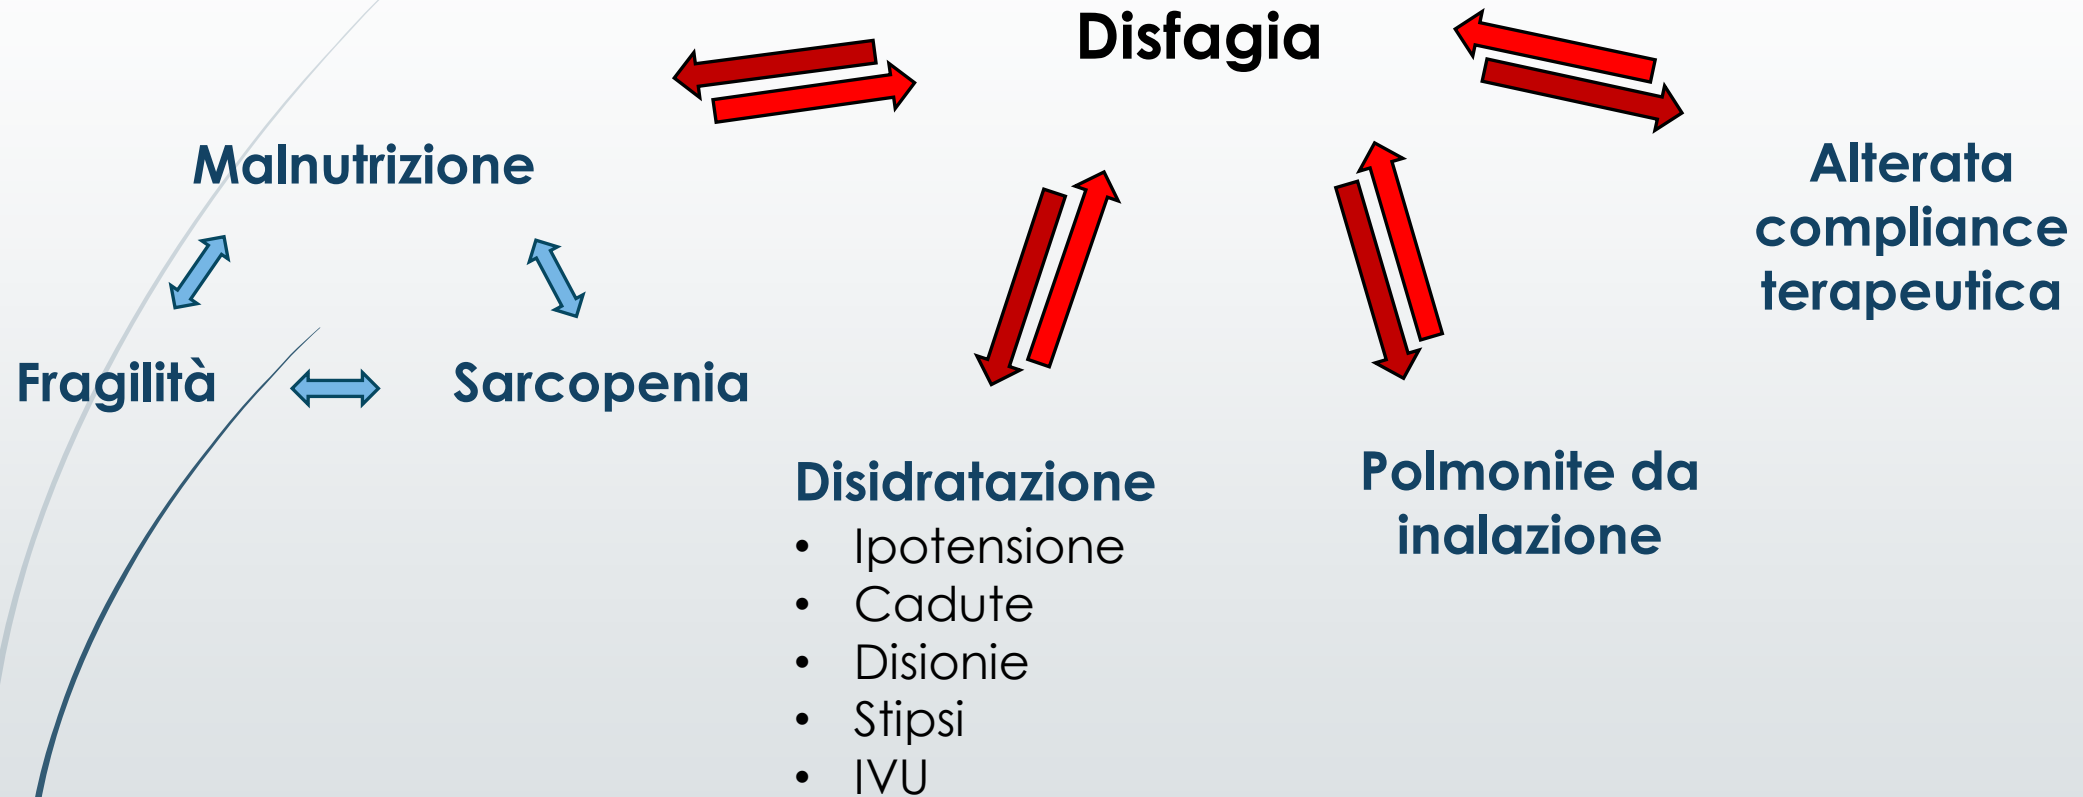 Disfagia
Malnutrizione
Fragilità
Sarcopenia
Disidratazione
• Ipotensione
• Cadute
• Disionie
• Stipsi
• IVU
Polmonite da
inalazione
Alterata
compliance
terapeutica